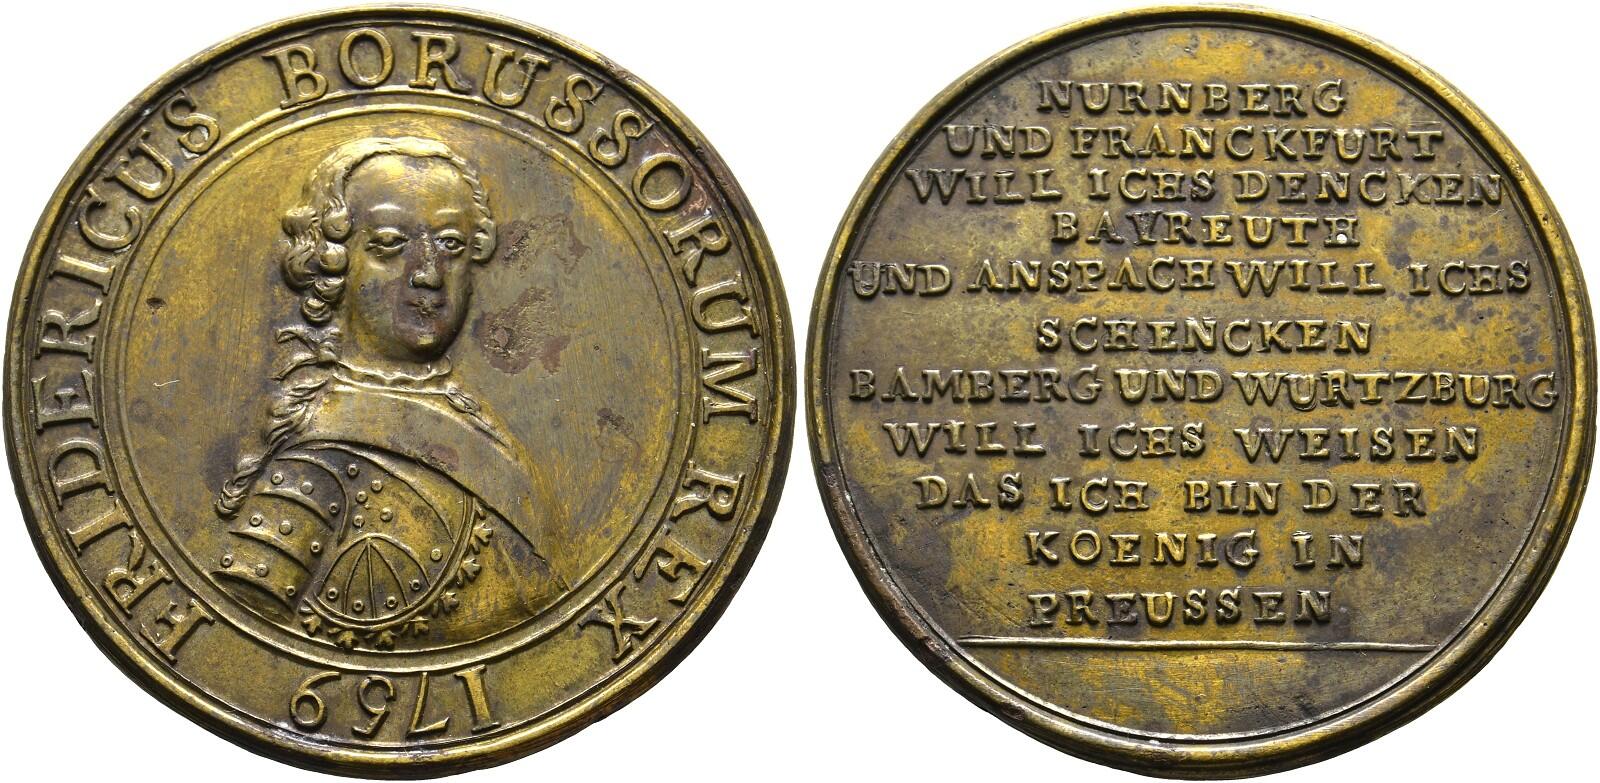 FRIDERICUS BORUSSORUM REX
1759
NURNBERG
UND FRANCKFURT
WILL ICHS DENCKEN
BAYREUTH
UND ANSPACH WILL ICHS
SCHENCKEN
BAMBERG UND WURTZBURG
WILL ICHS WEISEN
DAS ICH BIN DER
KOENIG IN
PREUSSEN